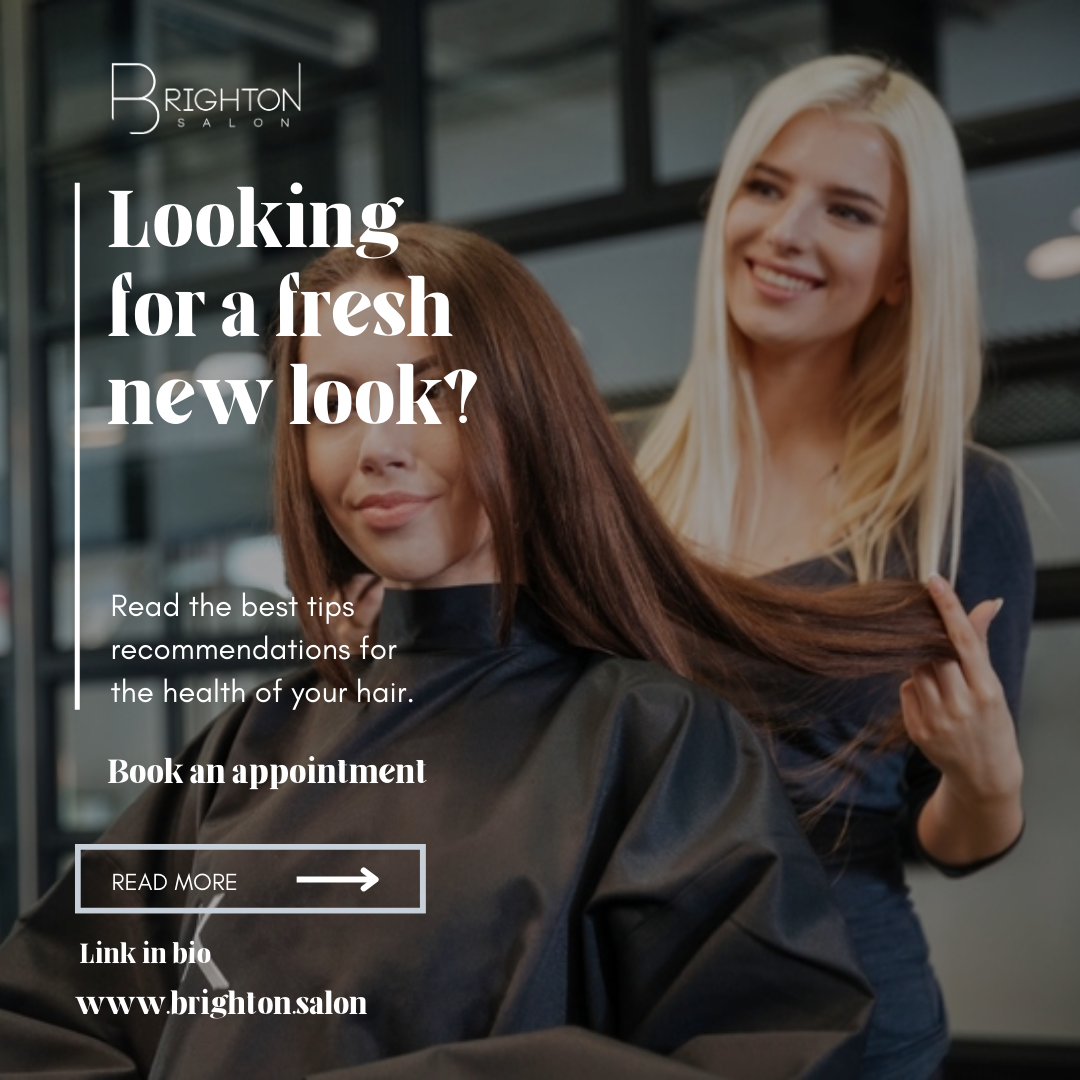 BRIGHTON
SALON
Looking
for a fresh
new look?
Read the best tips
recommendations for
the health of your hair.
Book an appointment
READ MORE
Link in bio
www.brighton.salon